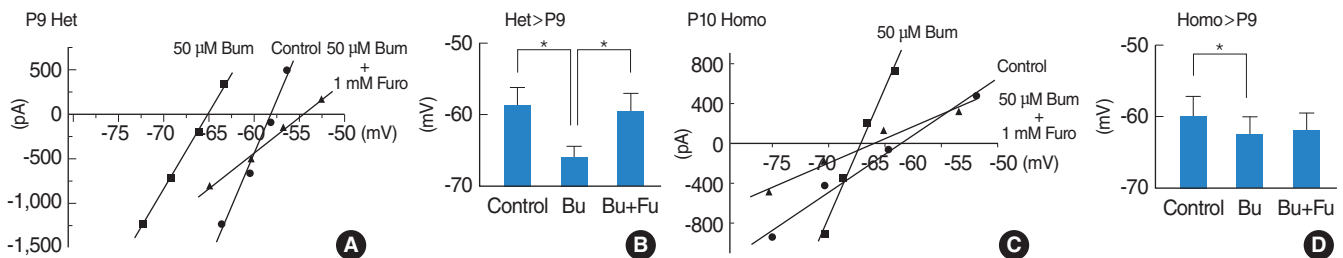 P9 Het
50 µM Bum
Control
50 µM Bum
+
1 mM Furo
500
0
-500
-1,000
-1,500
(pA)
-75 -70 -65 -60 -55 -50 (mV)
A
Het>P9
-50
-60
-70
(mV)
*
*
Control Bu Bu+Fu
B
P10 Homo
50 µM Bum
Control
50 µM Bum
+
1 mM Furo
800
400
0
-400
-800
(pA)
-75 -70 -65 -60 -55 -50 (mV)
C
Homo>P9
-50
-60
-70
(mV)
*
Control Bu Bu+Fu
D